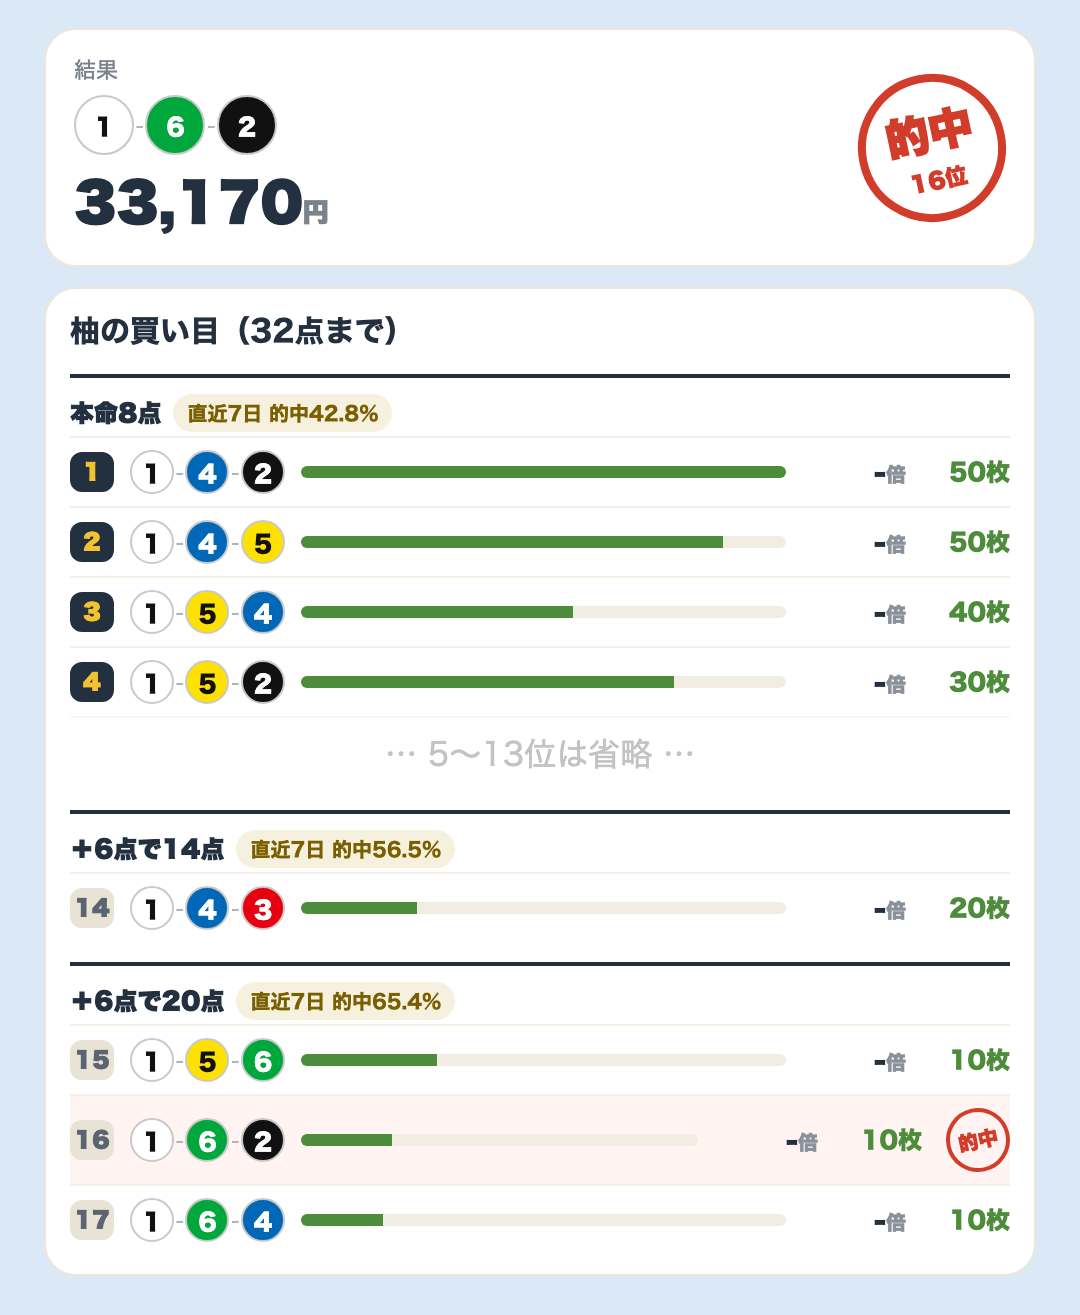 結果
1-6-2
33,170円
的中
16位
柚の買い目（32点まで）
本命8点 直近7日 的中42.8%
1 1-4-2 -倍 50枚
2 1-4-5 -倍 50枚
3 1-5-4 -倍 40枚
4 1-5-2 -倍 30枚
… 5〜13位は省略 …
+6点で14点 直近7日 的中56.5%
14 1-4-3 -倍 20枚
+6点で20点 直近7日 的中65.4%
15 1-5-6 -倍 10枚
16 1-6-2 -倍 10枚 的中
17 1-6-4 -倍 10枚